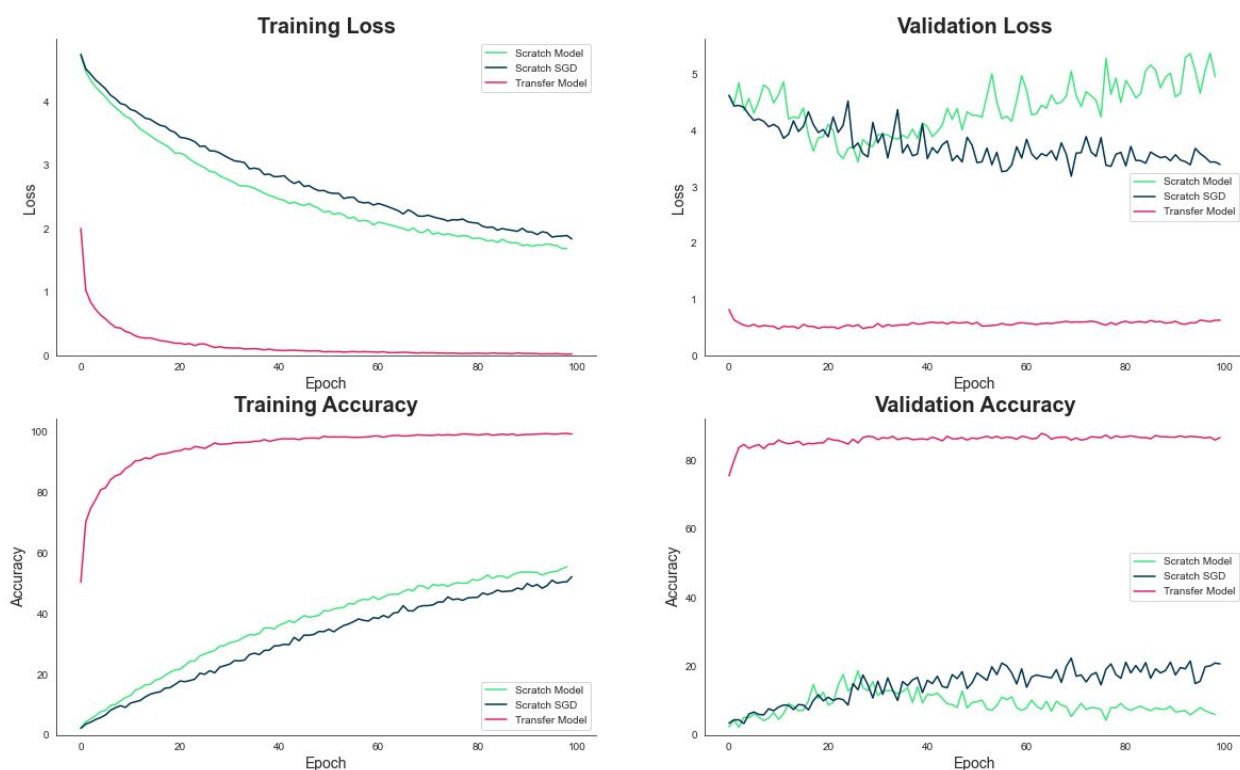 Training Loss
Loss
4
3
2
1
0
0 20 40 60 80 100
Epoch
Scratch Model
Scratch SGD
Transfer Model
Validation Loss
Loss
5
4
3
2
1
0
0 20 40 60 80 100
Epoch
Scratch Model
Scratch SGD
Transfer Model
Training Accuracy
Accuracy
100
80
60
40
20
0
0 20 40 60 80 100
Epoch
Scratch Model
Scratch SGD
Transfer Model
Validation Accuracy
Accuracy
80
60
40
20
0
0 20 40 60 80 100
Epoch
Scratch Model
Scratch SGD
Transfer Model